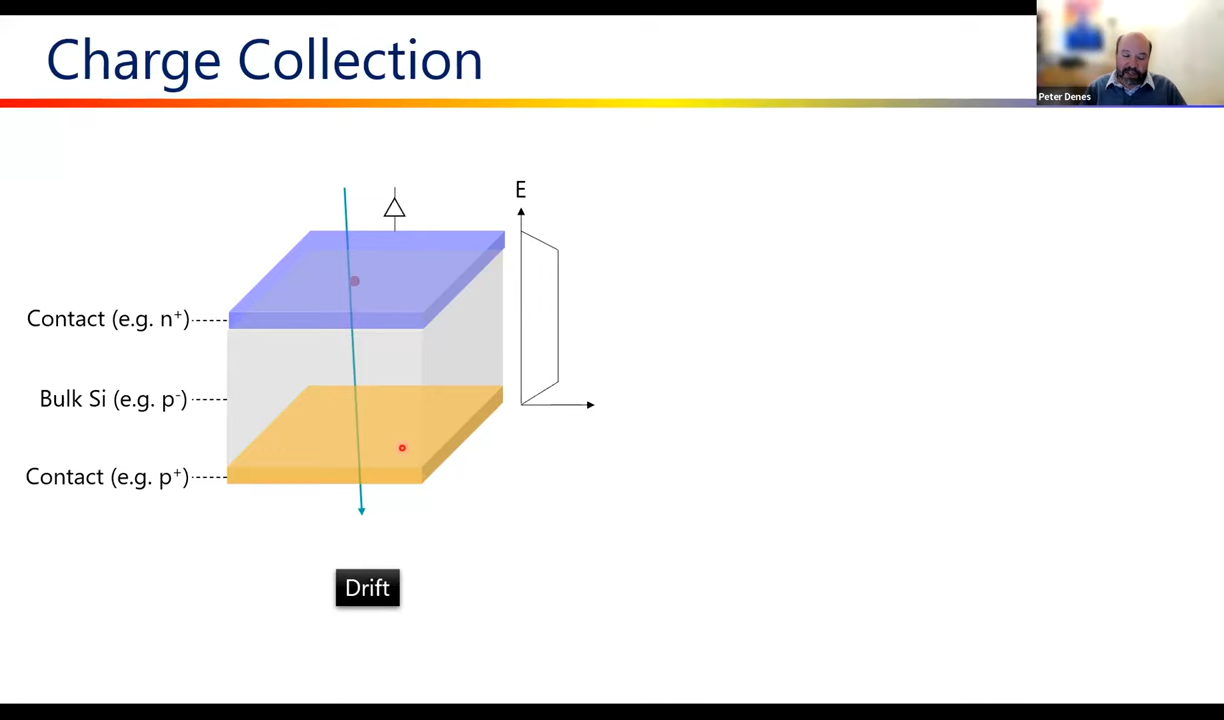 Charge Collection
Peter Denes
E
Contact (e.g. n⁺)
Bulk Si (e.g. p⁻)
Contact (e.g. p⁺)
Drift